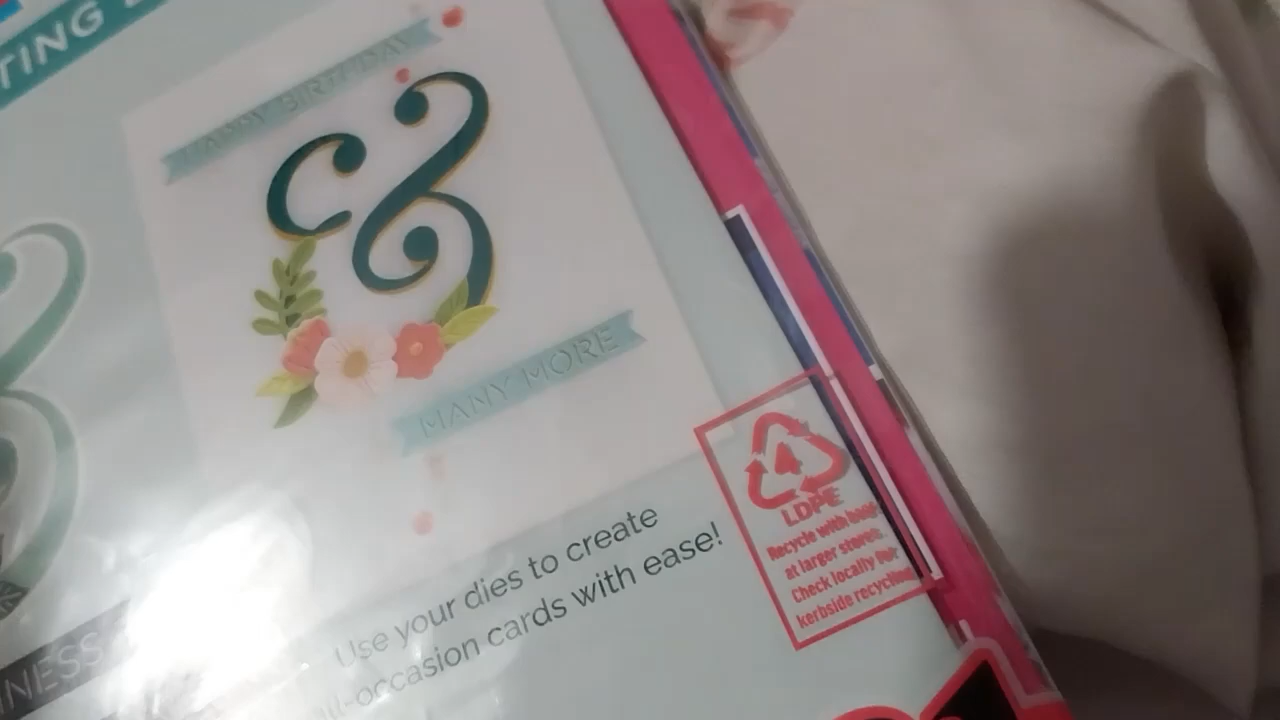 TING
HAPPY BIRTHDAY
&
MANY MORE
4
LDPE
Recycle with bags
at larger stores.
Check locally for
kerbside recycling
Use your dies to create
all-occasion cards with ease!
NESS